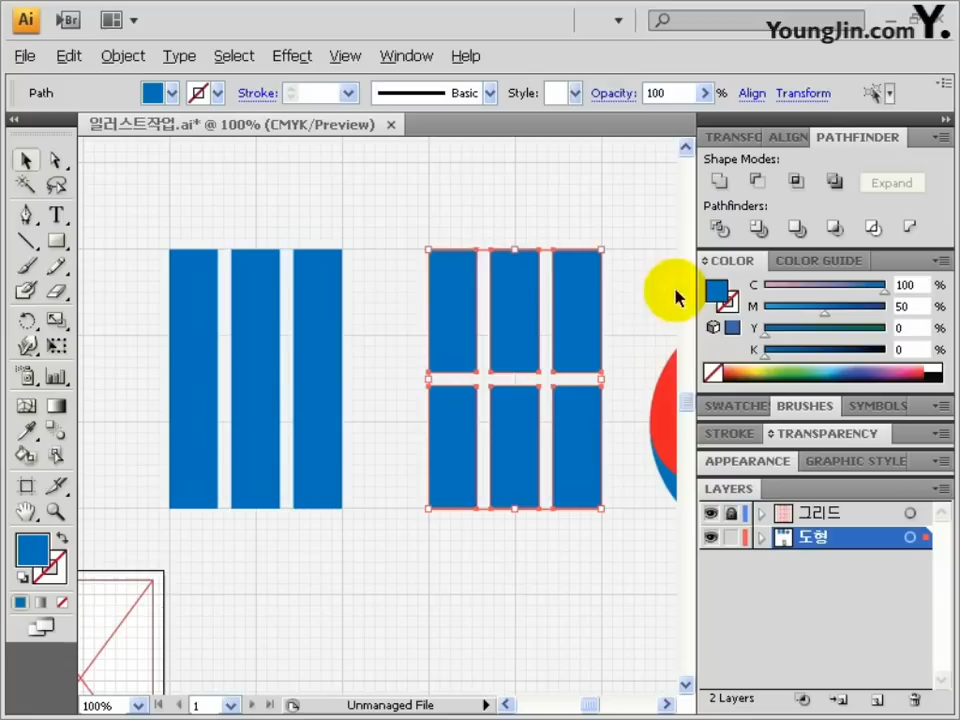 Ai Br
YoungJin.com Y.
File Edit Object Type Select Effect View Window Help
Path Stroke: Basic Style: Opacity: 100 % Align Transform
일러스트작업.ai* @ 100% (CMYK/Preview) ×
TRANSFC ALIGN PATHFINDER
Shape Modes:
Expand
Pathfinders:
COLOR COLOR GUIDE
C 100 %
M 50 %
Y 0 %
K 0 %
SWATCHE BRUSHES SYMBOLS
STROKE TRANSPARENCY
APPEARANCE GRAPHIC STYLE
LAYERS
그리드
도형
2 Layers
100% 1 Unmanaged File